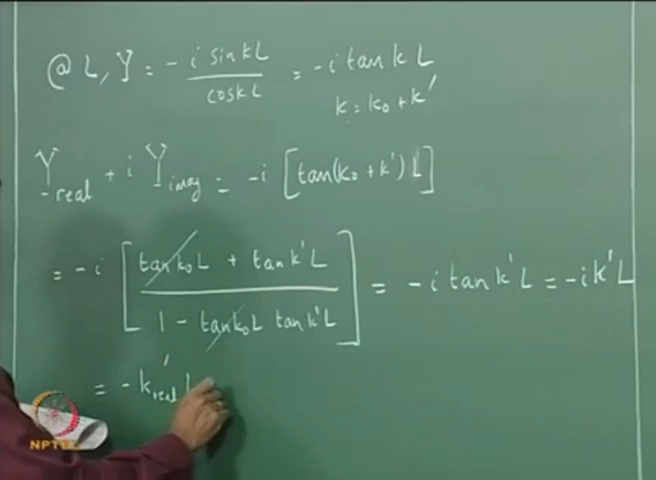 @ L, Y = - i sin kL / cos kL = - i tan k L
k = k₀ + k'
Y_real + i Y_imag = - i [tan(k₀ + k') L]
= - i [ tan k₀L + tan k'L / 1 - tan k₀L tan k'L ] = - i tan k'L = - i k'L
= - k'_real L
NPTEL